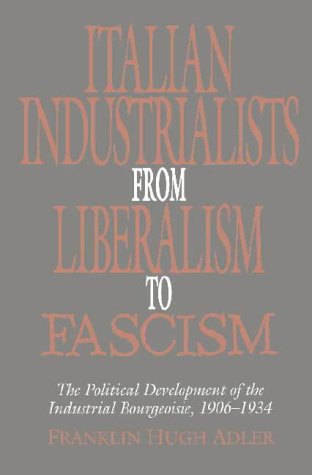 ITALIAN
INDUSTRIALISTS
FROM
LIBERALISM
TO
FASCISM
The Political Development of the
Industrial Bourgeoisie, 1906–1934
FRANKLIN HUGH ADLER